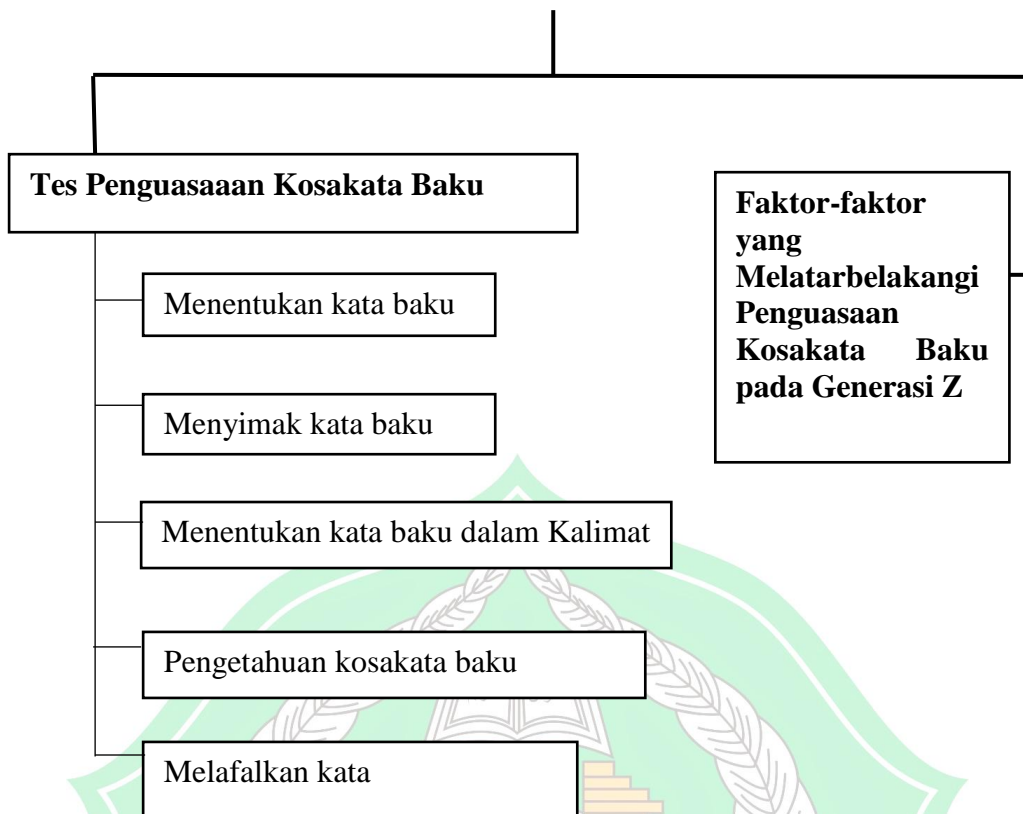 Tes Penguasaaan Kosakata Baku
Menentukan kata baku
Menyimak kata baku
Menentukan kata baku dalam Kalimat
Pengetahuan kosakata baku
Melafalkan kata
Faktor-faktor
yang
Melatarbelakangi
Penguasaan
Kosakata Baku
pada Generasi Z